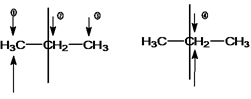 ① ② ③
H₃C—CH₂—CH₃
④
H₃C—CH₂—CH₃